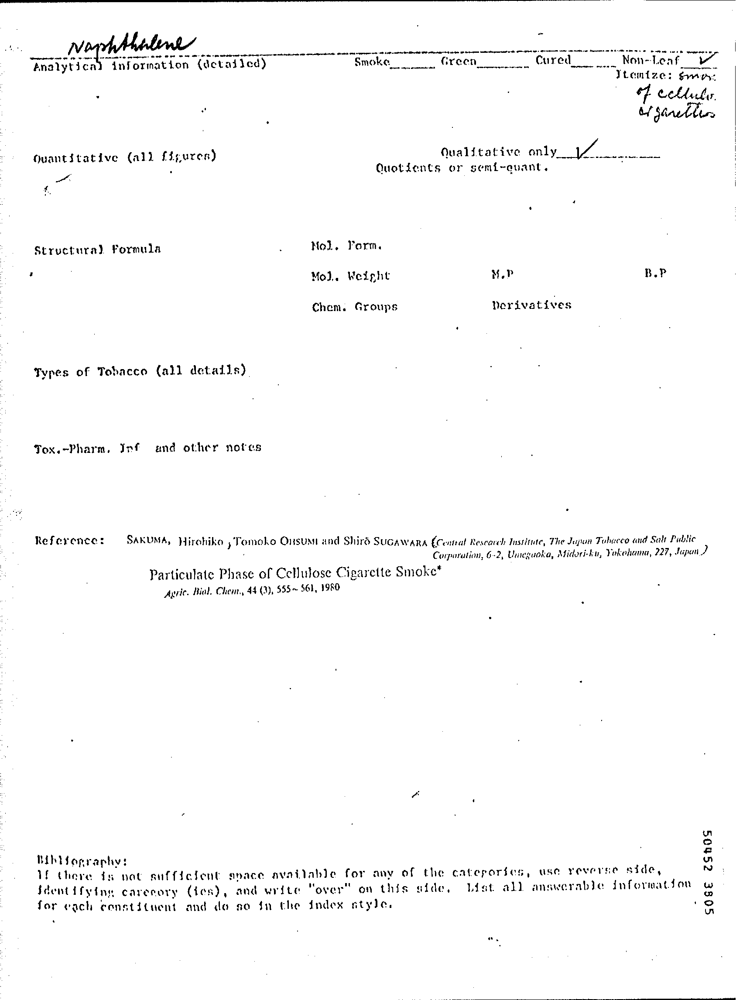 Naphthalene
Analytical information (detailed) Smoke Green Cured Non-Leaf ✓
Itemize: smoke
of cellulo.
cigarettes
Quantitative (all figures) Qualitative only ✓
Quotients or semi-quant.
Structural Formula Mol. Form.
Mol. Weight M.P B.P
Chem. Groups Derivatives
Types of Tobacco (all details)
Tox.-Pharm. Inf and other notes
Reference: SAKUMA, Hirohiko, Tomoko OHSUMI and Shirō SUGAWARA (Central Research Institute, The Japan Tobacco and Salt Public
Corporation, 6-2, Umegaoka, Midori-ku, Yokohama, 227, Japan)
Particulate Phase of Cellulose Cigarette Smoke*
Agric. Biol. Chem., 44 (3), 555~561, 1980
Bibliography:
If there is not sufficient space available for any of the categories, use reverse side,
identifying carecory (ies), and write "over" on this side. List all answerable information
for each constituent and do so in the index style.
50452 3805